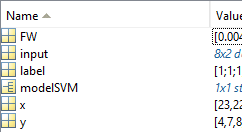 Name Value
FW [0.004
input 8x2 d
label [1;1;1
modelSVM 1x1 st
x [23,22
y [4,7,8